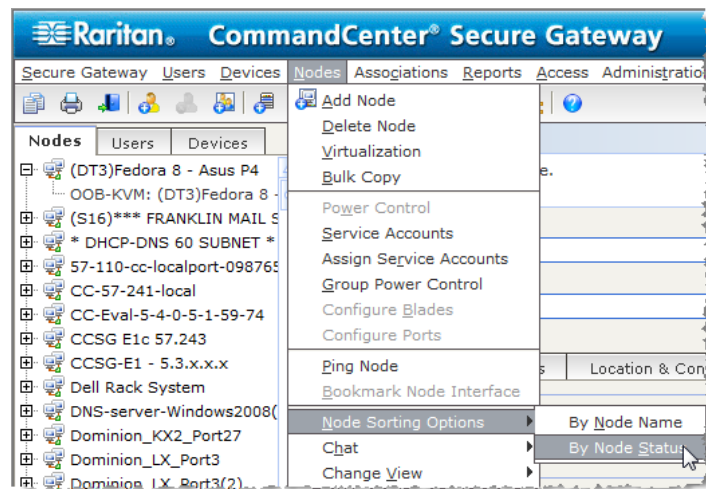 Raritan® CommandCenter® Secure Gateway
Secure Gateway Users Devices Nodes Associations Reports Access
Nodes Users Devices
Add Node
Delete Node
Virtualization
Bulk Copy
Power Control
Service Accounts
Assign Service Accounts
Group Power Control
Configure Blades
Configure Ports
Ping Node
Bookmark Node Interface
Node Sorting Options
Chat
Change View
By Node Name
By Node Status
(DT3)Fedora 8 - Asus P4
OOB-KVM: (DT3)Fedora 8 -
(S16)*** FRANKLIN MAIL S
* DHCP-DNS 60 SUBNET *
57-110-cc-localport-098765
CC-57-241-local
CC-Eval-5-4-0-5-1-59-74
CCSG E1c 57.243
CCSG-E1 - 5.3.x.x.x
Dell Rack System
DNS-server-Windows2008(
Dominion_KX2_Port27
Dominion_LX_Port3
Dominion_LX_Port3(2)
e.
s
Location &